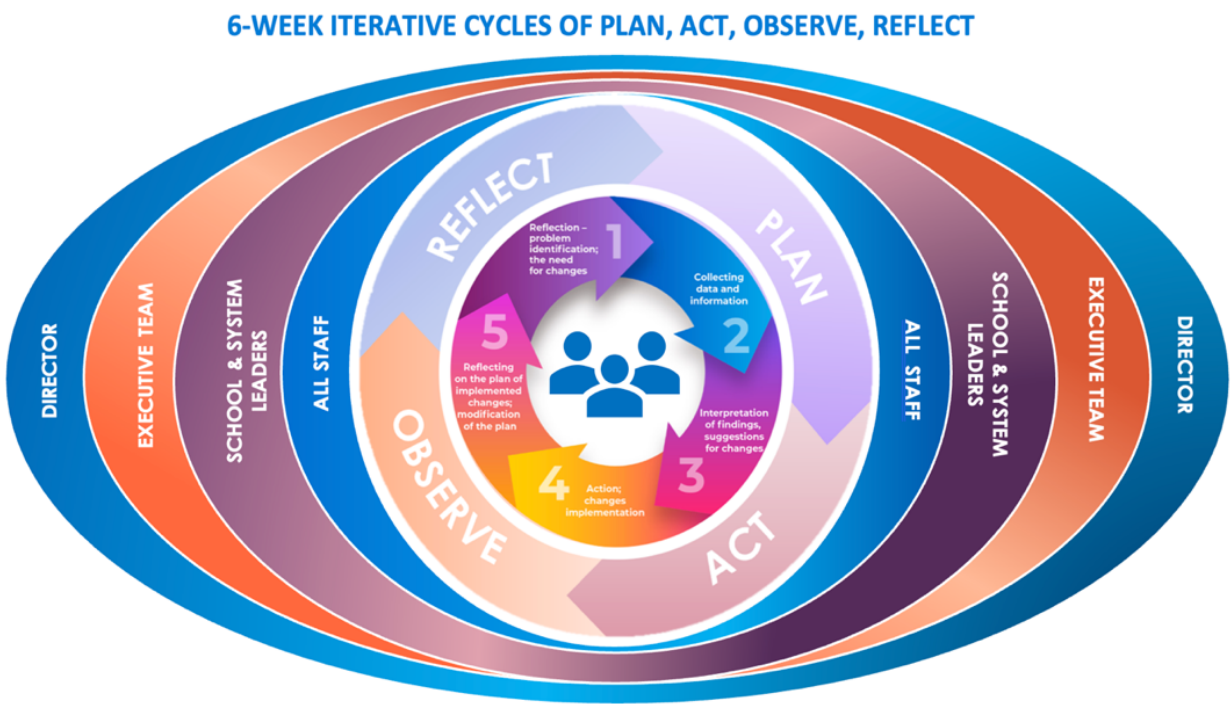 6-WEEK ITERATIVE CYCLES OF PLAN, ACT, OBSERVE, REFLECT
DIRECTOR
EXECUTIVE TEAM
SCHOOL & SYSTEM
LEADERS
ALL STAFF
REFLECT
PLAN
ACT
OBSERVE
1
Reflection –
problem
identification;
the need
for changes
2
Collecting
data and
information
3
Interpretation
of findings,
suggestions
for changes
4
Action;
changes
implementation
5
Reflecting
on the plan of
implemented
changes;
modification
of the plan
ALL STAFF
SCHOOL & SYSTEM
LEADERS
EXECUTIVE TEAM
DIRECTOR